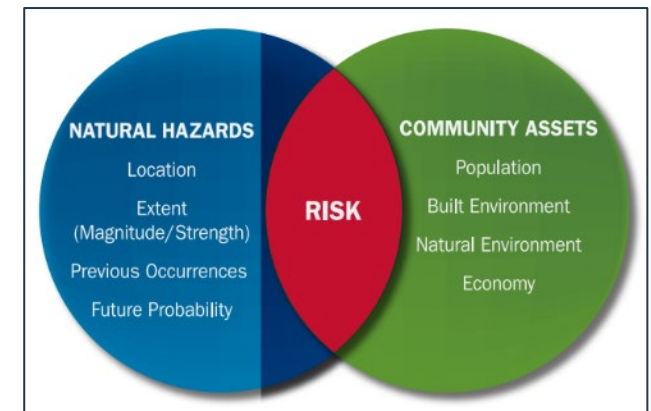 NATURAL HAZARDS
Location
Extent
(Magnitude/Strength)
Previous Occurrences
Future Probability
RISK
COMMUNITY ASSETS
Population
Built Environment
Natural Environment
Economy